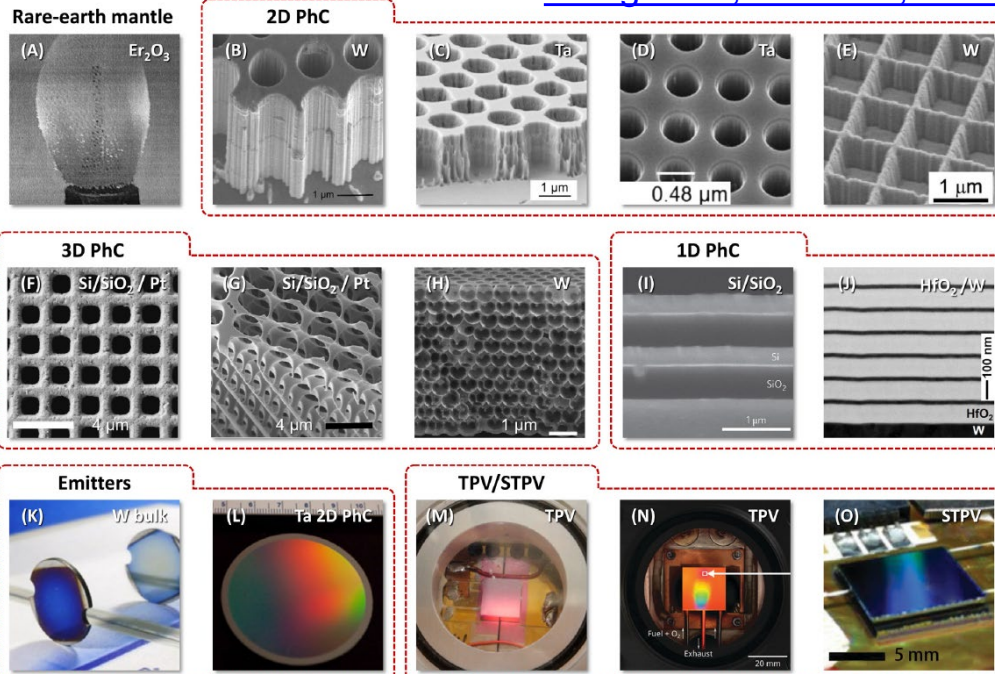 Rare-earth mantle
2D PhC
(A) Er₂O₃
(B) W
1 μm
(C) Ta
1 μm
(D) Ta
0.48 μm
(E) W
1 μm
3D PhC
1D PhC
(F) Si/SiO₂ / Pt
4 μm
(G) Si/SiO₂ / Pt
4 μm
(H) W
1 μm
(I) Si/SiO₂
Si
SiO₂
1 μm
(J) HfO₂ /W
100 nm
HfO₂
W
Emitters
TPV/STPV
(K) W bulk
(L) Ta 2D PhC
(M) TPV
(N) TPV
Fuel + O₂
Exhaust
20 mm
(O) STPV
5 mm